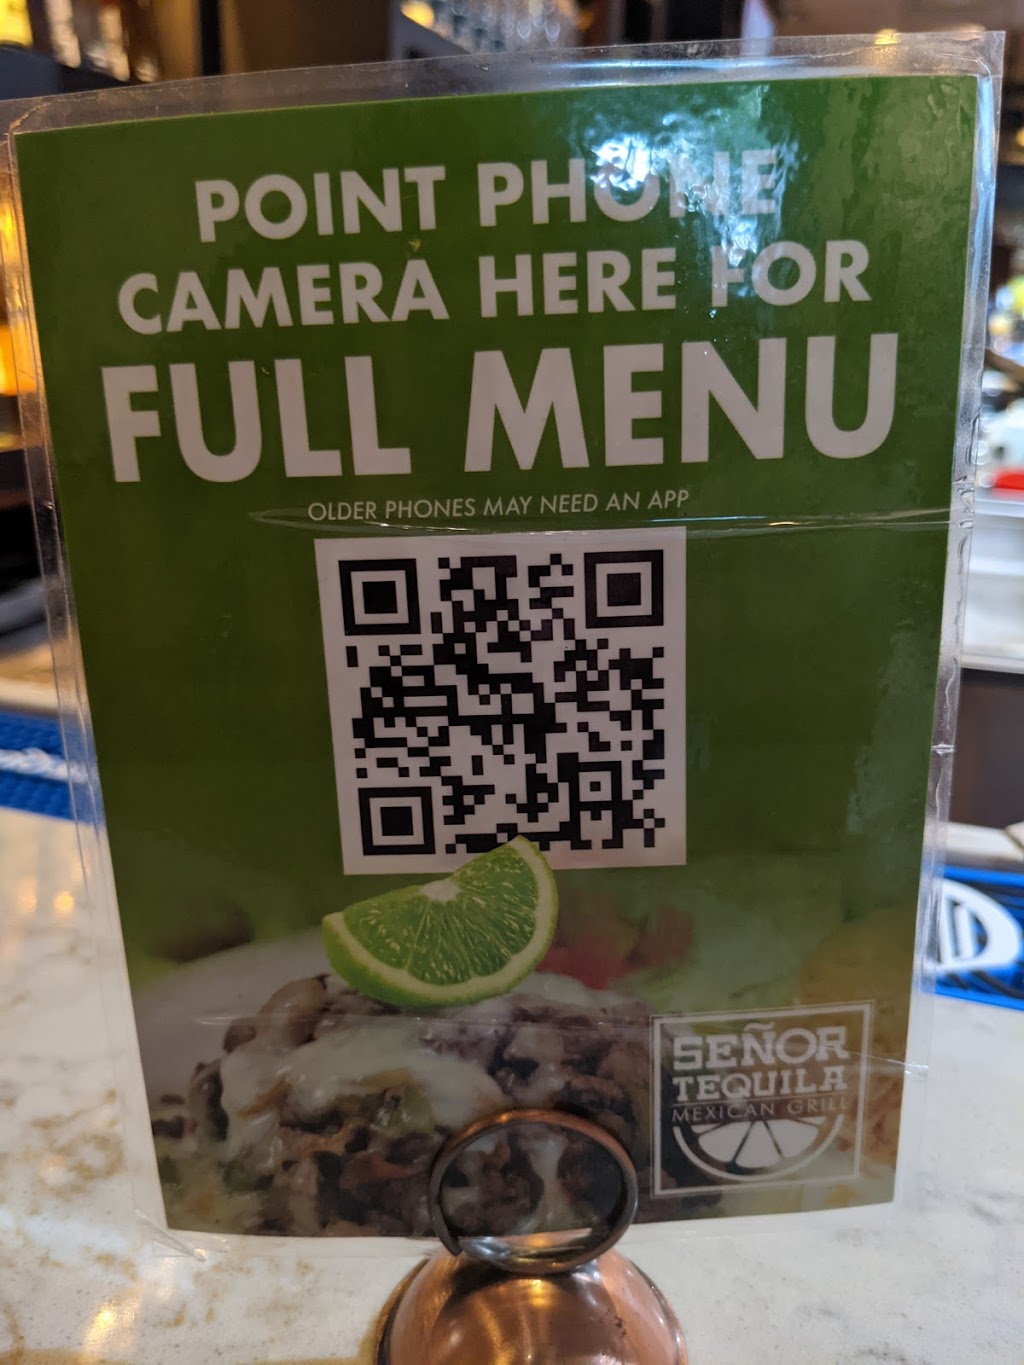 POINT PHONE
CAMERA HERE FOR
FULL MENU
OLDER PHONES MAY NEED AN APP
SEÑOR
TEQUILA
MEXICAN GRILL